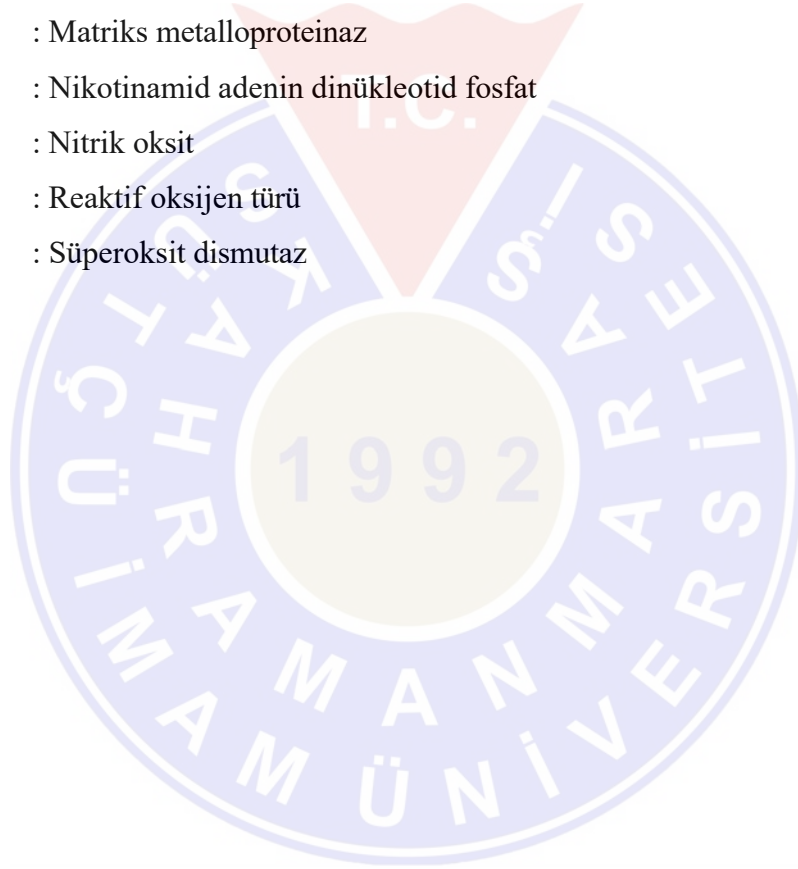 : Matriks metalloproteinaz
: Nikotinamid adenin dinükleotid fosfat
: Nitrik oksit
: Reaktif oksijen türü
: Süperoksit dismutaz
T.C.
KAHRAMANMARAŞ
SÜTÇÜ İMAM ÜNİVERSİTESİ
1992